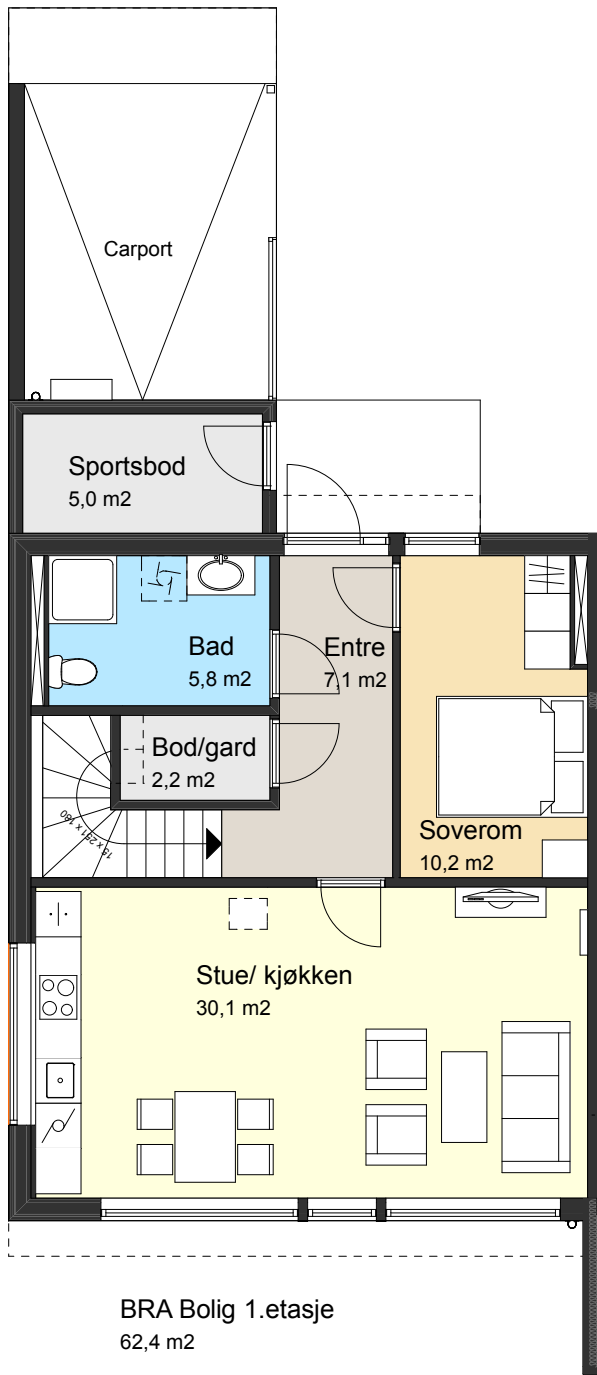 Carport
Sportsbod
5,0 m2
Bad
5,8 m2
Entre
7,1 m2
Bod/gard
2,2 m2
Soverom
10,2 m2
Stue/ kjøkken
30,1 m2
BRA Bolig 1.etasje
62,4 m2